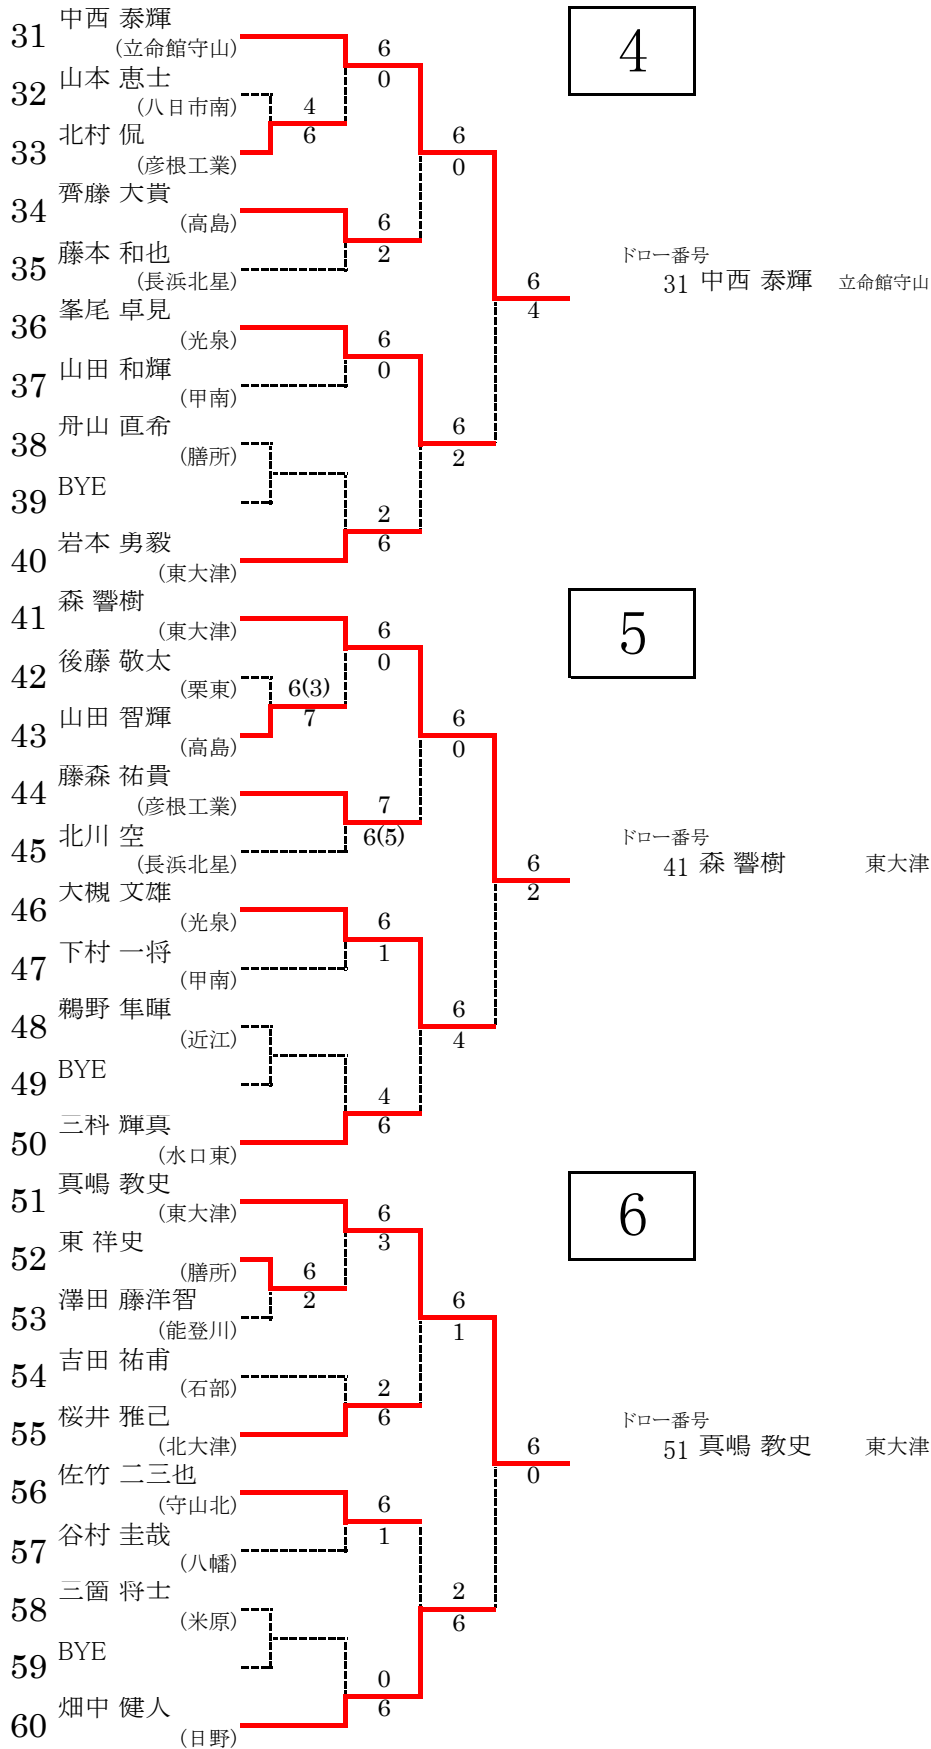 31 中西 泰輝 (立命館守山)
32 山本 恵士 (八日市南)
33 北村 侃 (彦根工業)
4
6
6
0
34 齊藤 大貴 (高島)
35 藤本 和也 (長浜北星)
6
2
6
0
36 峯尾 卓見 (光泉)
37 山田 和輝 (甲南)
6
0
38 舟山 直希 (膳所)
39 BYE
40 岩本 勇毅 (東大津)
2
6
6
2
6
4
4
ドロー番号
31 中西 泰輝 立命館守山
41 森 響樹 (東大津)
42 後藤 敬太 (栗東)
43 山田 智輝 (高島)
6(3)
7
6
0
44 藤森 祐貴 (彦根工業)
45 北川 空 (長浜北星)
7
6(5)
6
0
46 大槻 文雄 (光泉)
47 下村 一将 (甲南)
6
1
48 鵜野 隼暉 (近江)
49 BYE
50 三科 輝真 (水口東)
4
6
6
4
6
2
5
ドロー番号
41 森 響樹 東大津
51 真嶋 教史 (東大津)
52 東 祥史 (膳所)
53 澤田 藤洋智 (能登川)
6
2
6
3
54 吉田 祐甫 (石部)
55 桜井 雅己 (北大津)
2
6
6
1
56 佐竹 二三也 (守山北)
57 谷村 圭哉 (八幡)
6
1
58 三箇 将士 (米原)
59 BYE
60 畑中 健人 (日野)
0
6
2
6
6
0
6
ドロー番号
51 真嶋 教史 東大津